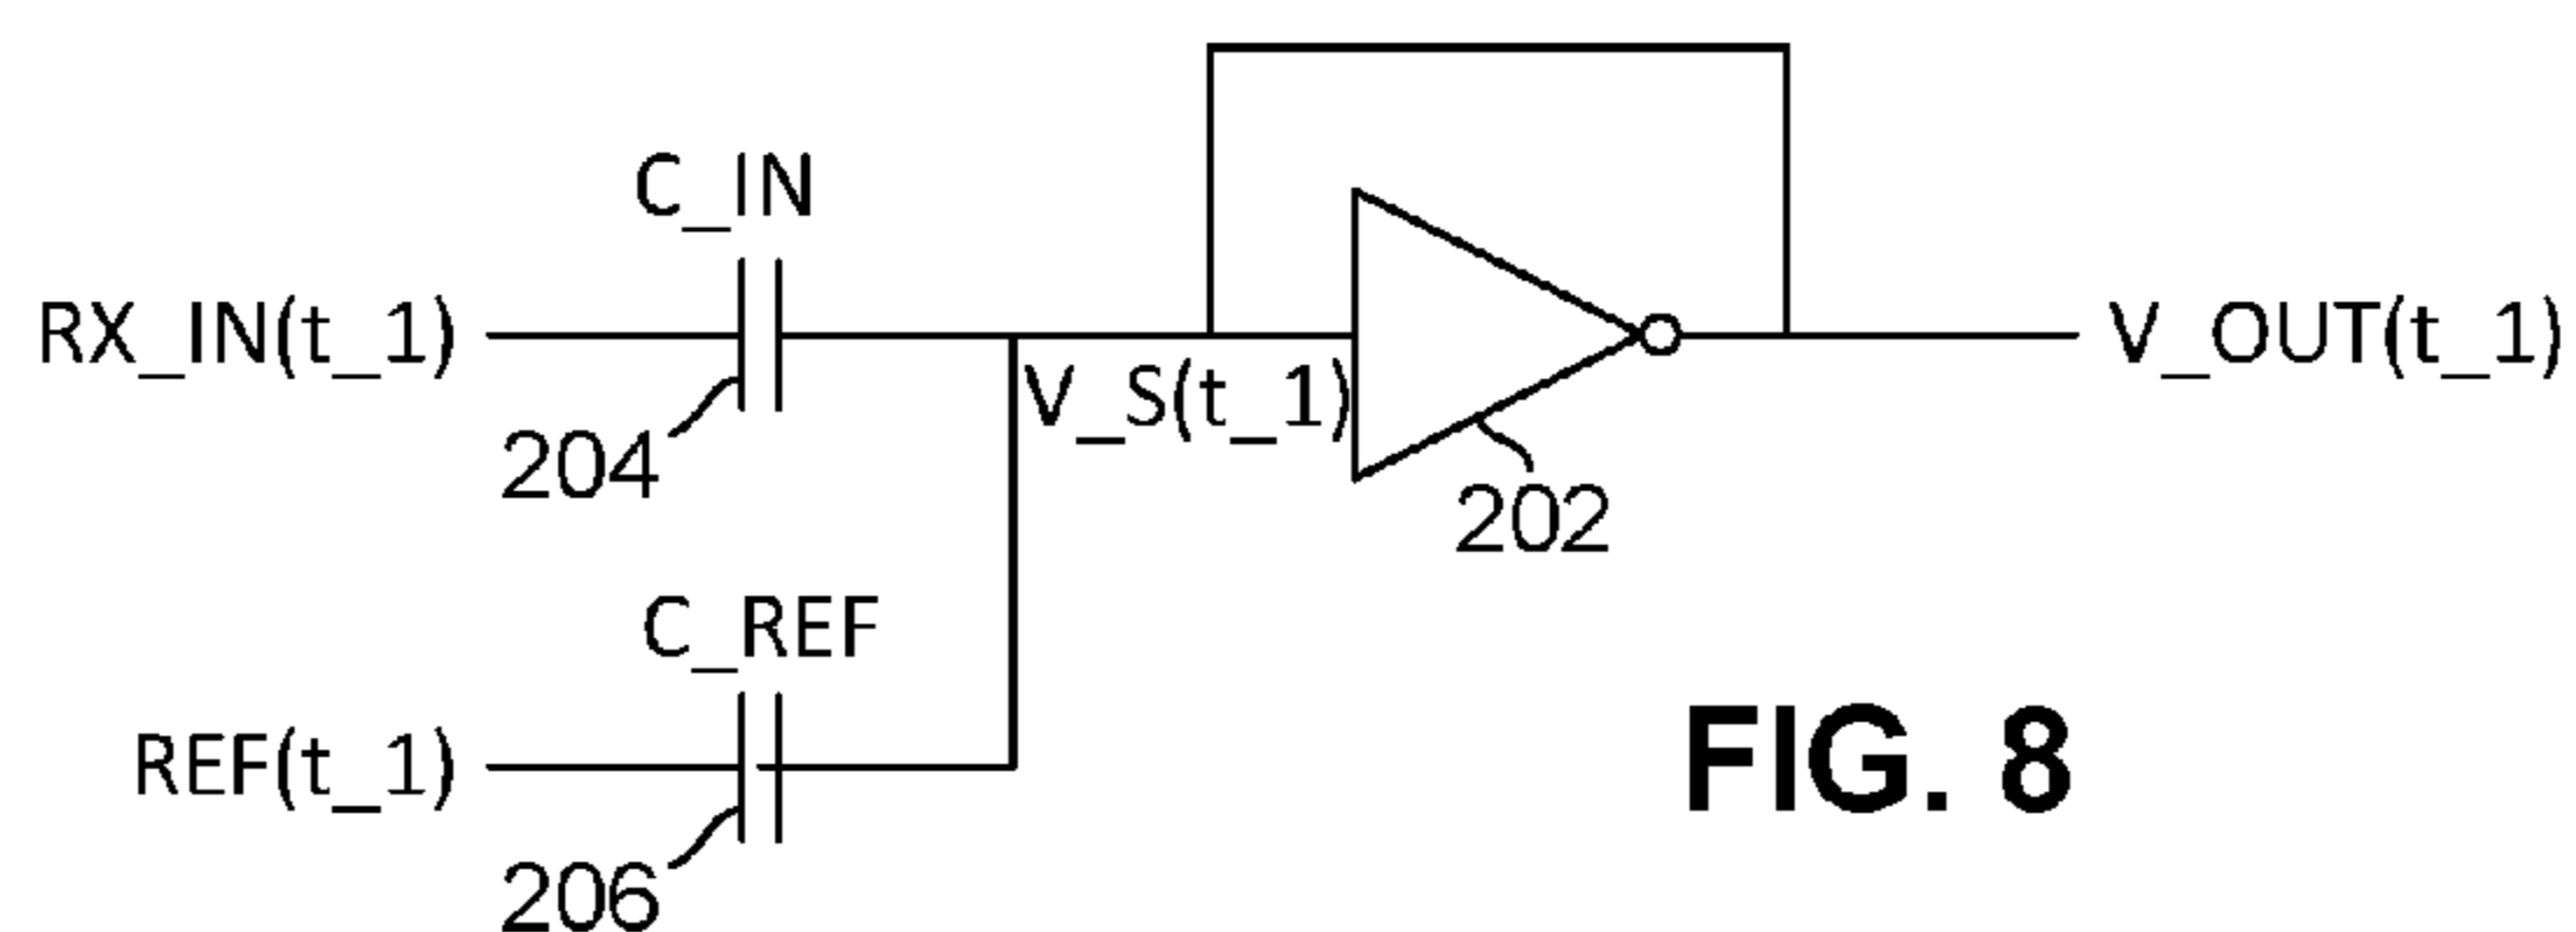 C_IN
RX_IN(t_1)
V_S(t_1)
V_OUT(t_1)
204
202
C_REF
REF(t_1)
206
FIG. 8